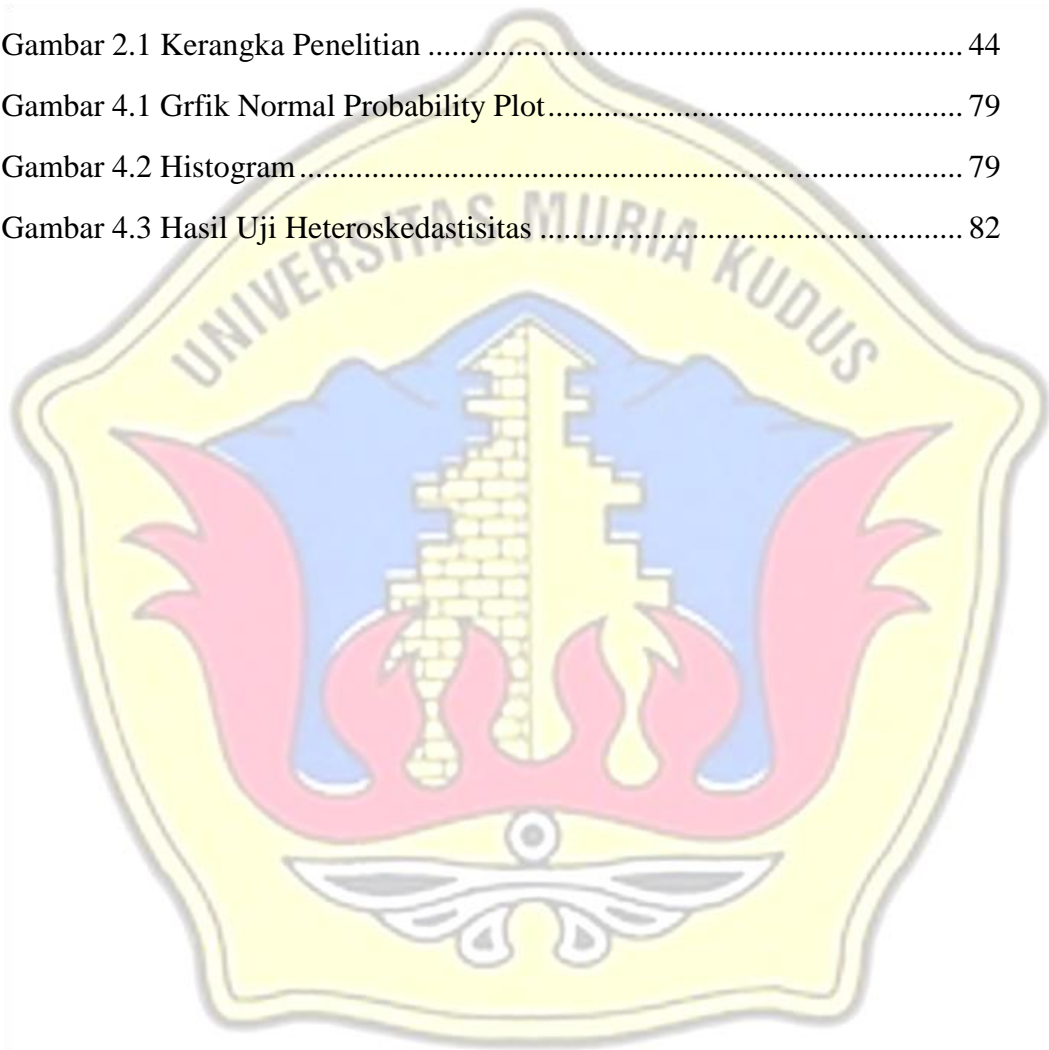 Gambar 2.1 Kerangka Penelitian .................................................................. 44
Gambar 4.1 Grfik Normal Probability Plot.................................................... 79
Gambar 4.2 Histogram .................................................................................. 79
Gambar 4.3 Hasil Uji Heteroskedastisitas .................................................... 82
UNIVERSITAS MURIA KUDUS